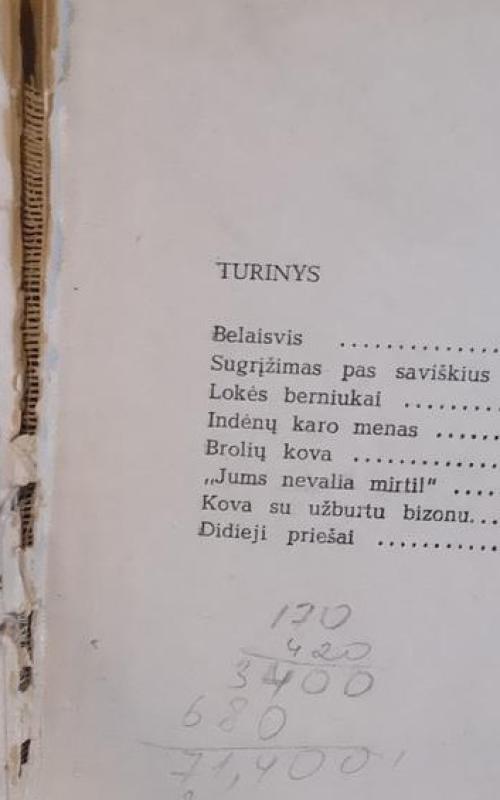 TURINYS
Belaisvis ................
Sugrįžimas pas saviškius
Lokės berniukai .........
Indėnų karo menas ......
Brolių kova ..............
„Jums nevalia mirti!“ ....
Kova su užburtu bizonu...
Didieji priešai ...........
170
420
3400
680
71,400